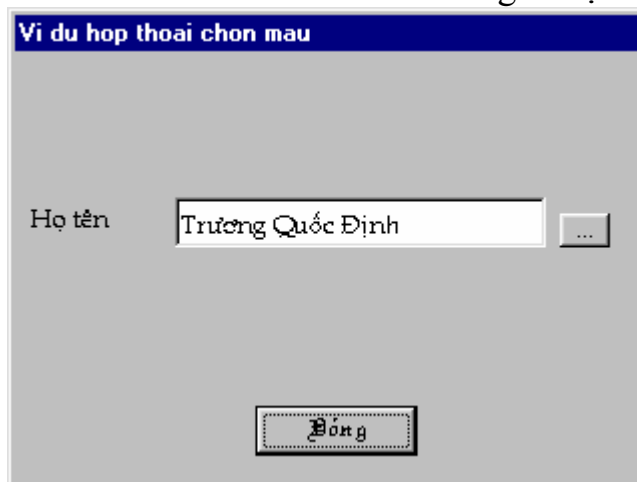 Vi du hop thoai chon mau
Họ tên
Trương Quốc Định
...
Đóng